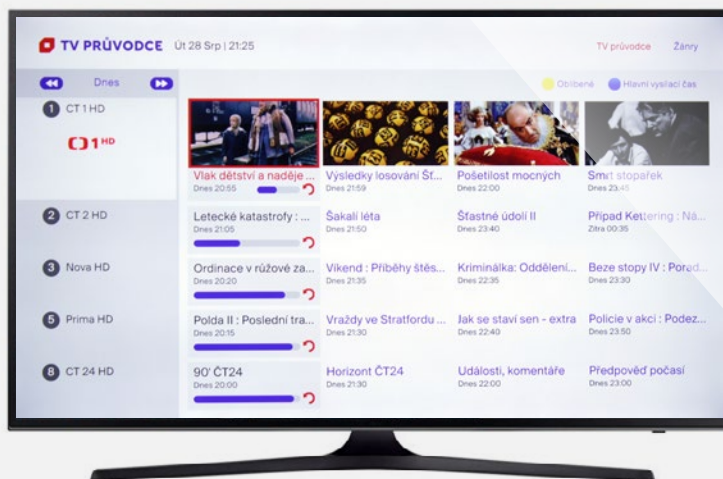 TV PRŮVODCE Út 28 Srp | 21:25
TV průvodce Žánry
Dnes
Oblíbené Hlavní vysílací čas
1 CT 1 HD
1 HD
Vlak dětství a naděje ... Výsledky losování Šť... Pošetilost mocných Smrt stopařek
Dnes 20:55 Dnes 21:59 Dnes 22:00 Dnes 23:45
2 CT 2 HD
Letecké katastrofy : ... Šakalí léta Šťastné údolí II Případ Kettering : Ná...
Dnes 21:05 Dnes 21:50 Dnes 23:40 Zítra 00:35
3 Nova HD
Ordinace v růžové za... Víkend : Příběhy štěs... Kriminálka: Oddělení... Beze stopy IV : Porod...
Dnes 20:20 Dnes 21:35 Dnes 22:35 Dnes 23:30
5 Prima HD
Polda II : Poslední tra... Vraždy ve Stratfordu ... Jak se staví sen - extra Policie v akci : Podez...
Dnes 20:15 Dnes 21:30 Dnes 22:40 Dnes 23:50
8 CT 24 HD
90' ČT24 Horizont ČT24 Události, komentáře Předpověď počasí
Dnes 20:00 Dnes 21:30 Dnes 22:00 Dnes 23:00